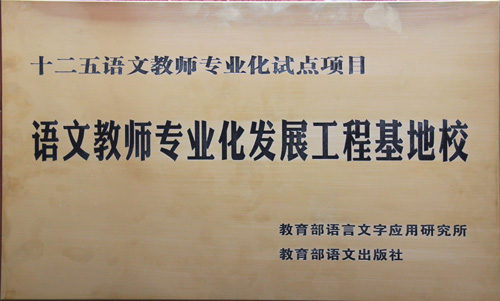 十二五语文教师专业化试点项目
语文教师专业化发展工程基地校
教育部语言文字应用研究所
教育部语文出版社